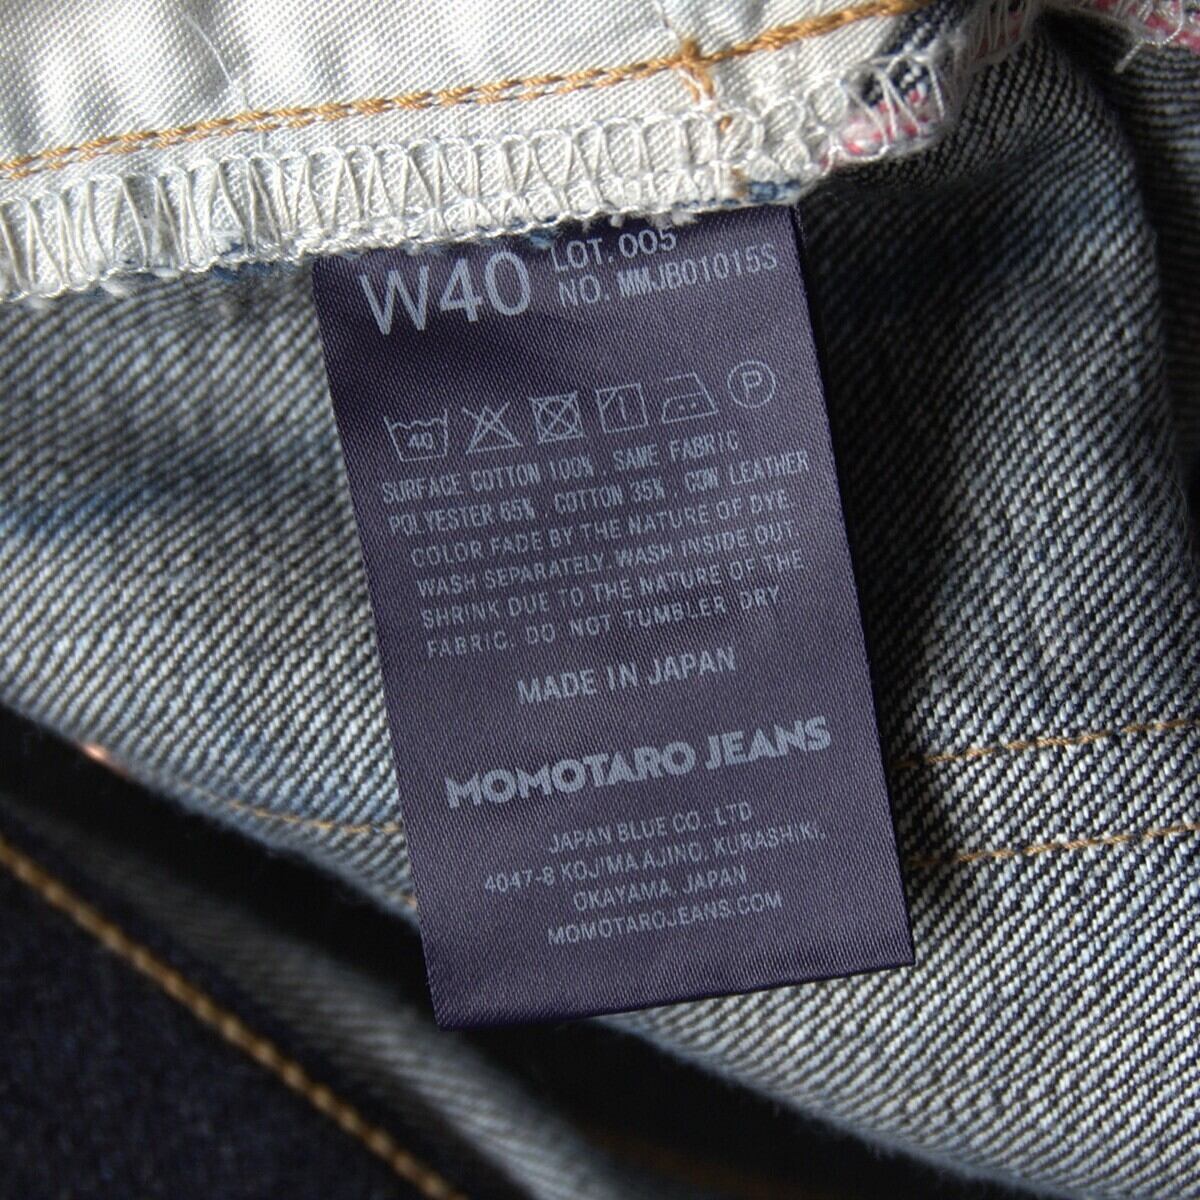 W40 LOT. 005
NO. MMJB01015S
40 P
SURFACE COTTON 100% . SAME FABRIC
POLYESTER 65% COTTON 35% . COW LEATHER
COLOR FADE BY THE NATURE OF DYE
WASH SEPARATELY. WASH INSIDE OUT
SHRINK DUE TO THE NATURE OF THE
FABRIC. DO NOT TUMBLER DRY
MADE IN JAPAN
MOMOTARO JEANS
JAPAN BLUE CO. LTD
4047-8 KOJIMA AJINO, KURASHIKI,
OKAYAMA, JAPAN
MOMOTAROJEANS.COM